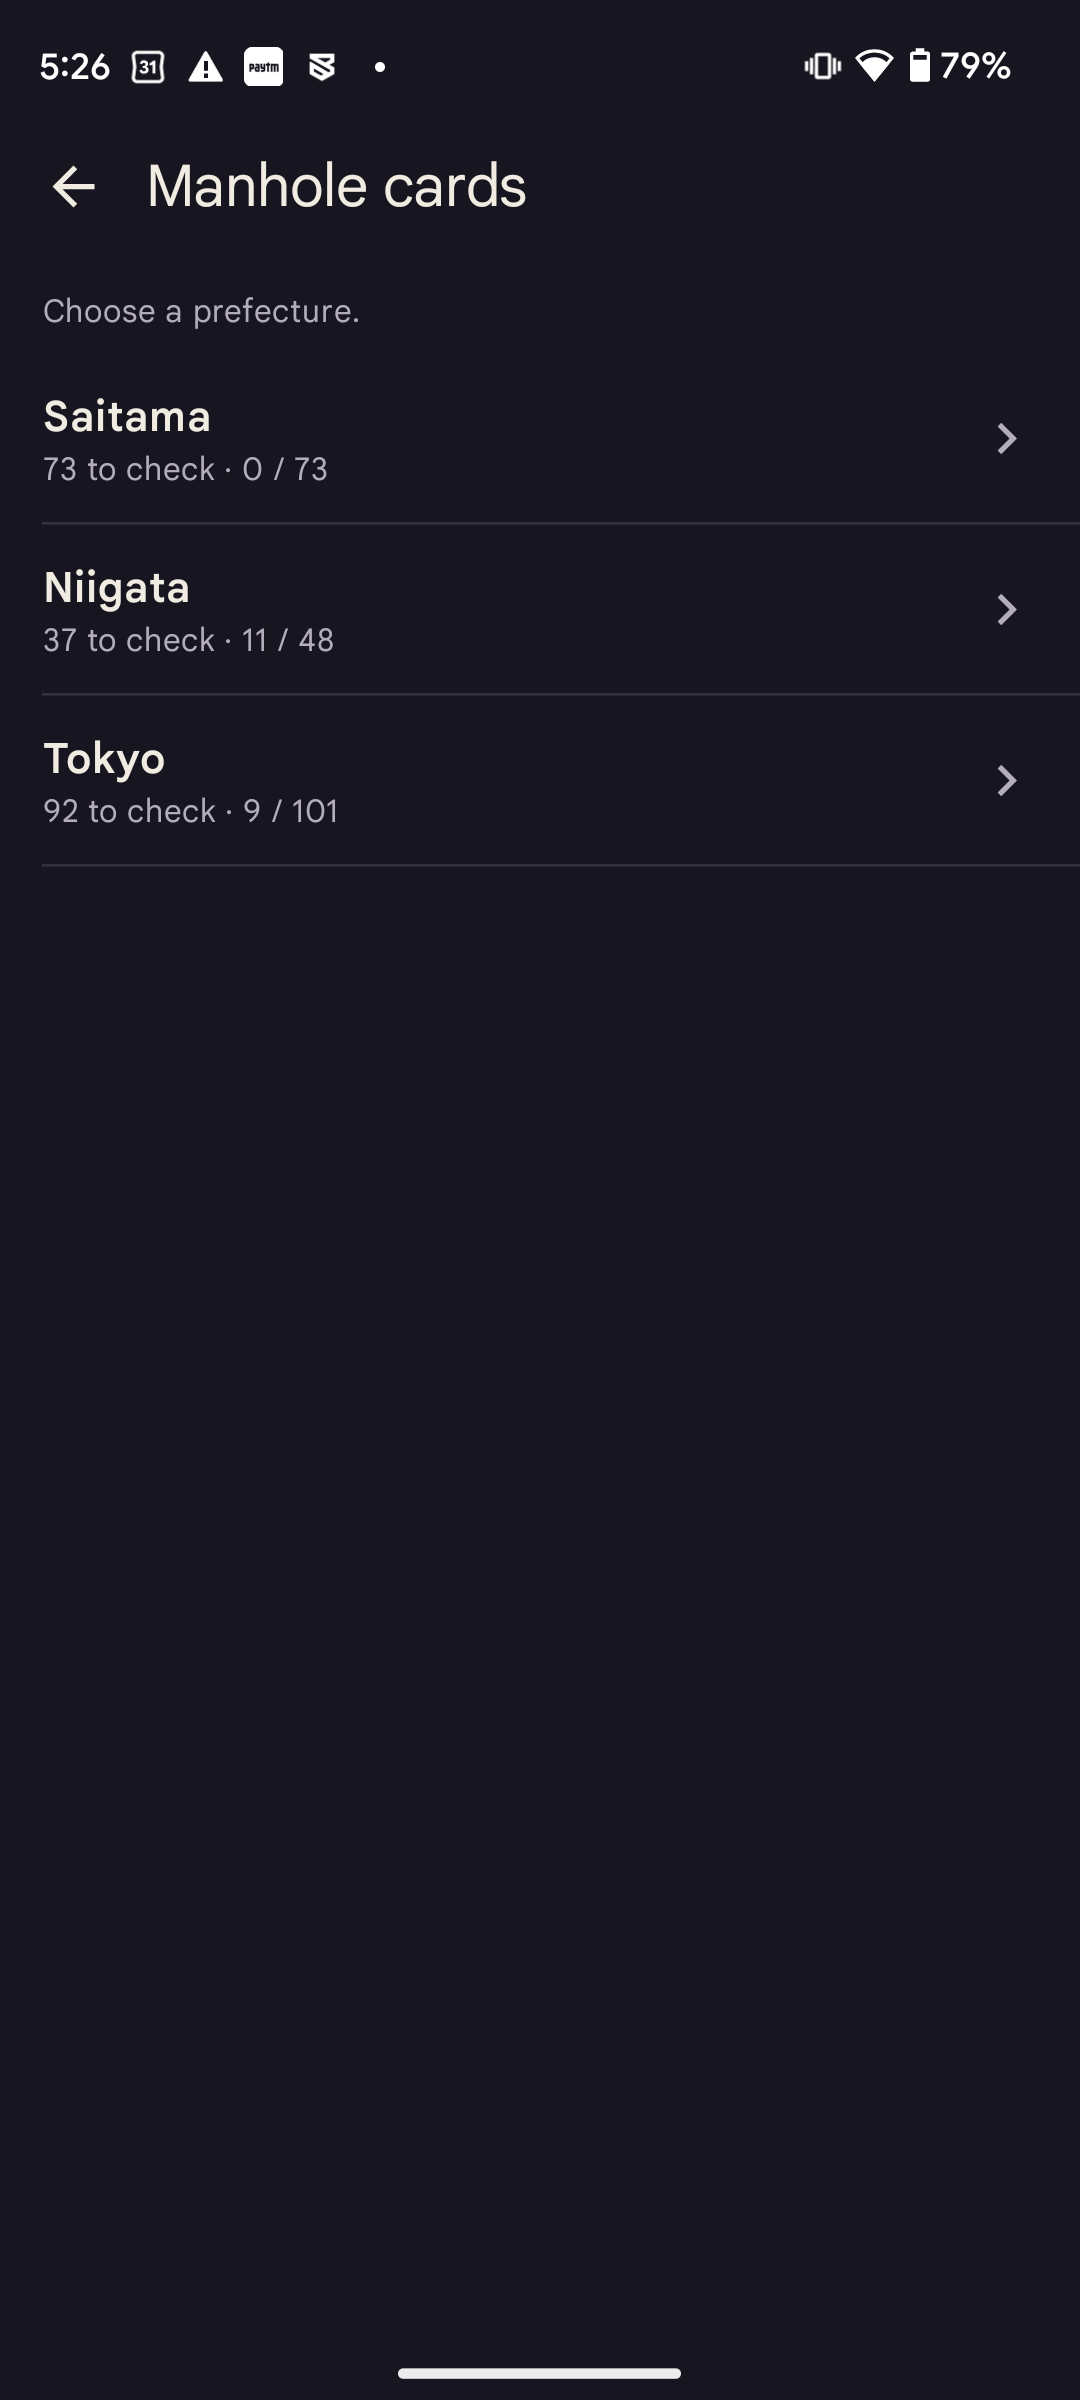 5:26 31 paytm 79%
Manhole cards
Choose a prefecture.
Saitama
73 to check · 0 / 73
Niigata
37 to check · 11 / 48
Tokyo
92 to check · 9 / 101